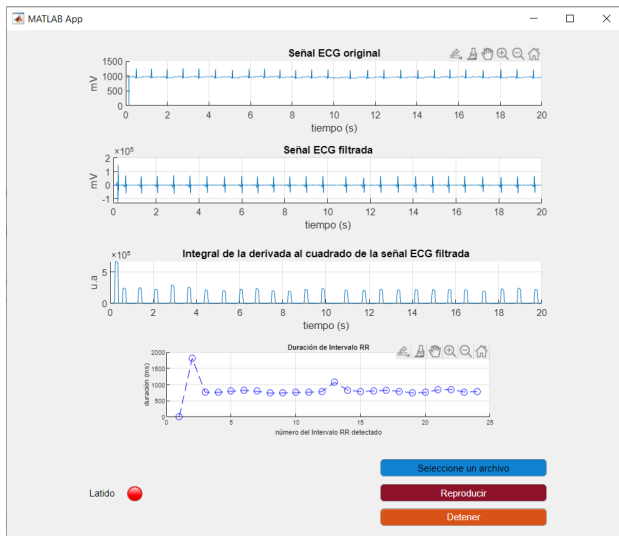 MATLAB App
Señal ECG original
1500
1000
500
0
mV
0 2 4 6 8 10 12 14 16 18 20
tiempo (s)
×10⁵
Señal ECG filtrada
2
1
0
-1
mV
0 2 4 6 8 10 12 14 16 18 20
tiempo (s)
×10⁵
Integral de la derivada al cuadrado de la señal ECG filtrada
5
0
u.a
0 2 4 6 8 10 12 14 16 18 20
tiempo (s)
Duración de Intervalo RR
2000
1500
1000
500
0
duración (ms)
0 5 10 15 20 25
número del Intervalo RR detectado
Seleccione un archivo
Latido
Reproducir
Detener